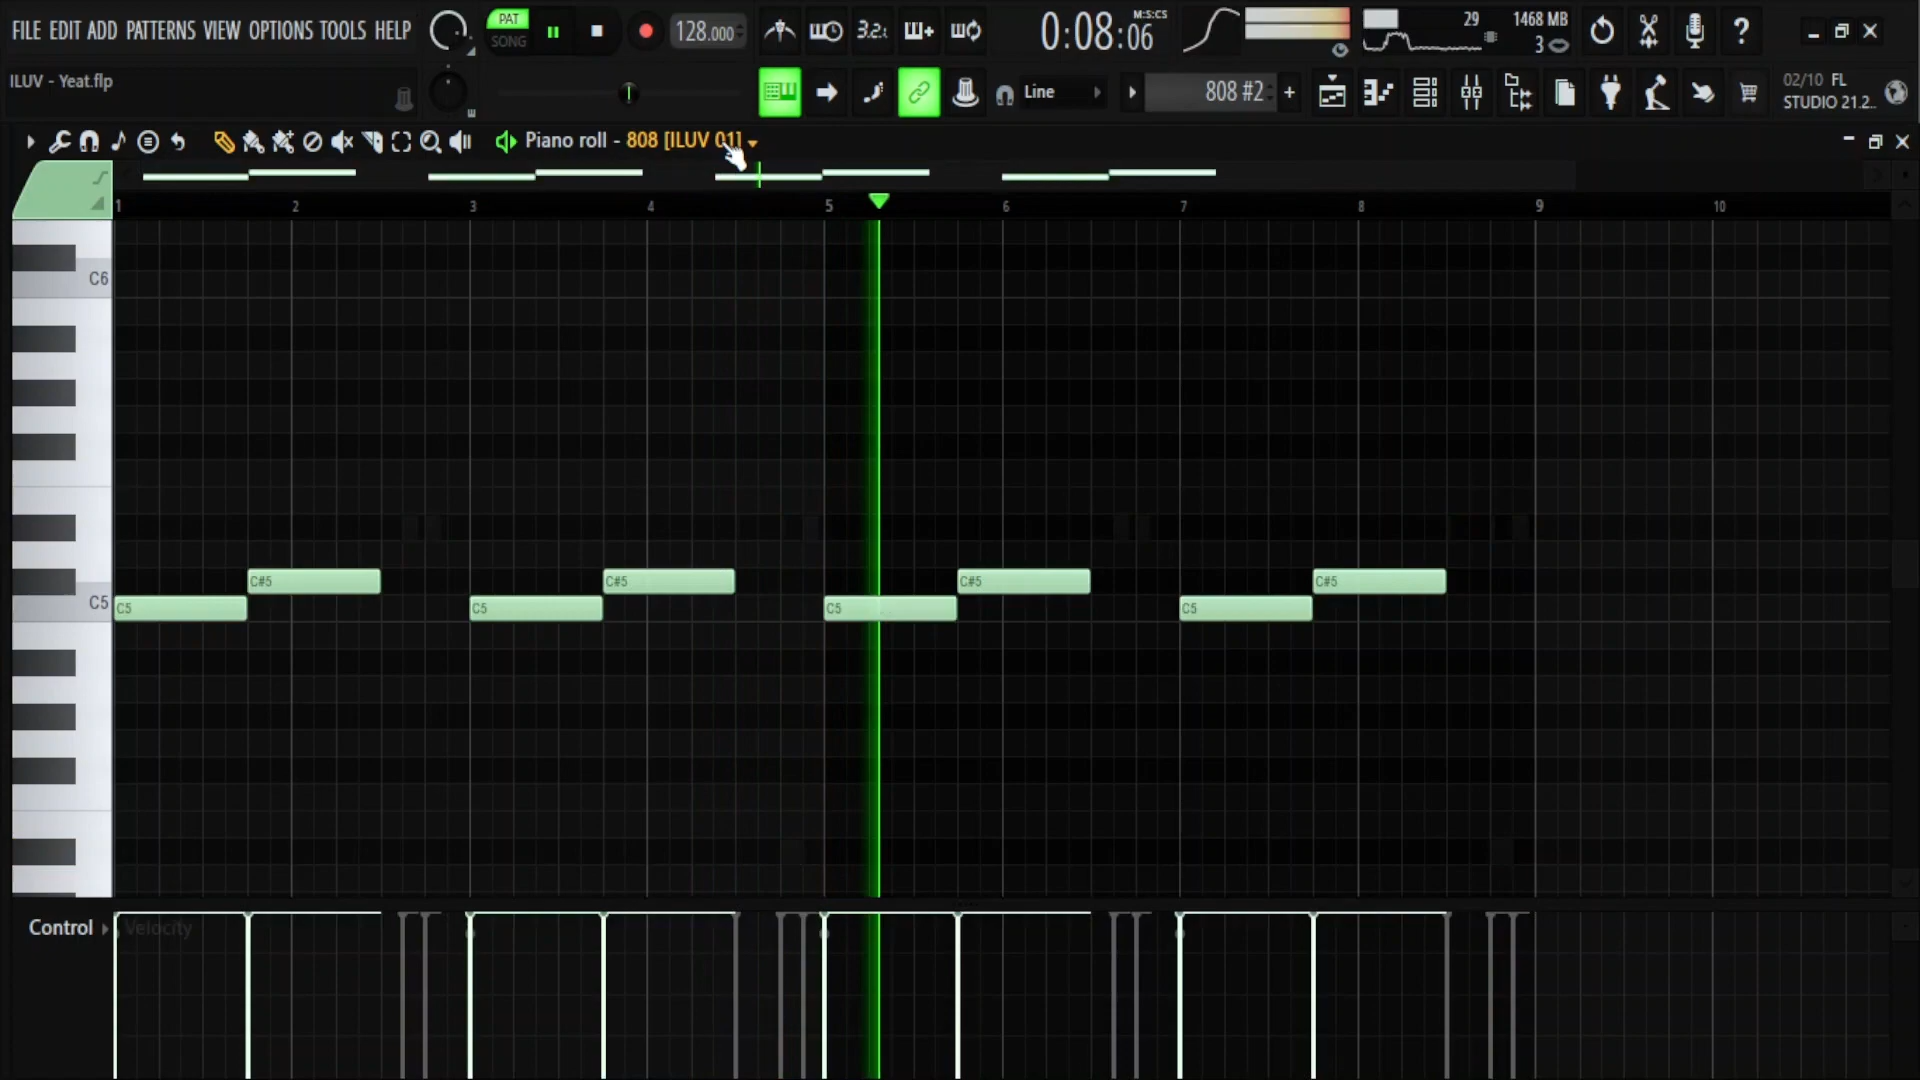 FILE EDIT ADD PATTERNS VIEW OPTIONS TOOLS HELP
PAT
SONG
128.000
3.2.
0:08:06
M:S:CS
29
1468 MB
3
ILUV - Yeat.flp
Line
808 #2
02/10 FL
STUDIO 21.2..
Piano roll - 808 [ILUV 01]
1 2 3 4 5 6 7 8 9 10
C6
C#5 C#5 C#5 C#5
C5 C5 C5 C5 C5
Control Velocity